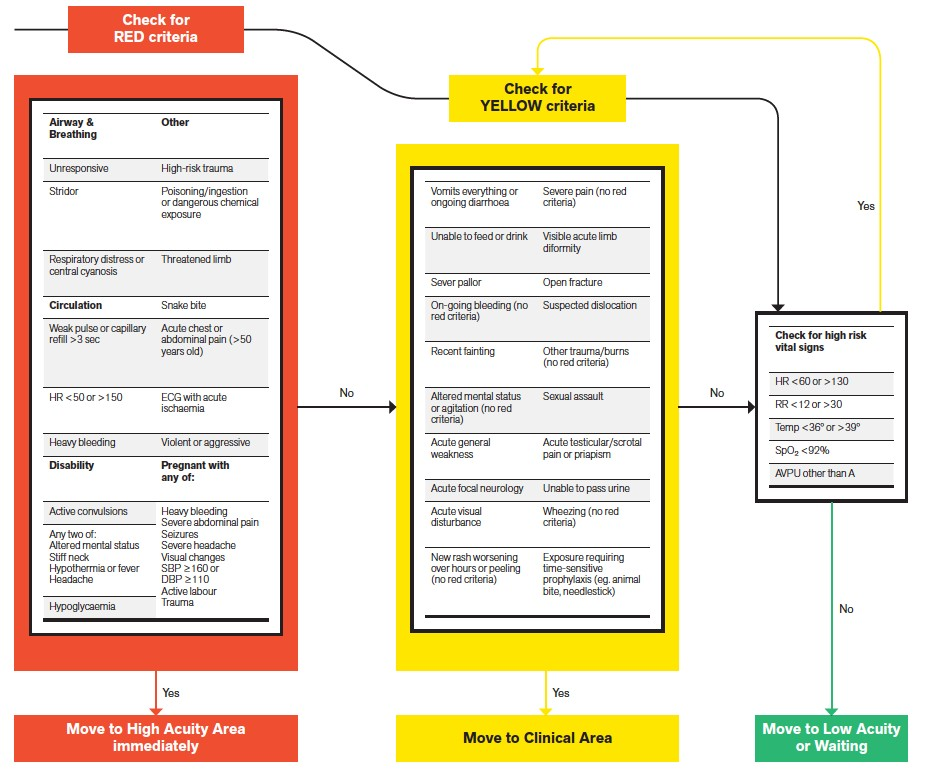 Check for
RED criteria
Check for
YELLOW criteria
Airway &
Breathing
Other
Unresponsive
High-risk trauma
Stridor
Poisoning/ingestion
or dangerous chemical
exposure
Respiratory distress or
central cyanosis
Threatened limb
Circulation
Snake bite
Weak pulse or capillary
refill >3 sec
Acute chest or
abdominal pain (>50
years old)
HR <50 or >150
ECG with acute
ischaemia
Heavy bleeding
Violent or aggressive
Disability
Pregnant with
any of:
Active convulsions
Any two of:
Altered mental status
Stiff neck
Hypothermia or fever
Headache
Hypoglycaemia
Heavy bleeding
Severe abdominal pain
Seizures
Severe headache
Visual changes
SBP ≥160 or
DBP ≥110
Active labour
Trauma
No
Yes
Move to High Acuity Area
immediately
Vomits everything or
ongoing diarrhoea
Severe pain (no red
criteria)
Unable to feed or drink
Visible acute limb
diformity
Sever pallor
Open fracture
On-going bleeding (no
red criteria)
Suspected dislocation
Recent fainting
Other trauma/burns
(no red criteria)
Altered mental status
or agitation (no red
criteria)
Sexual assault
Acute general
weakness
Acute testicular/scrotal
pain or priapism
Acute focal neurology
Unable to pass urine
Acute visual
disturbance
Wheezing (no red
criteria)
New rash worsening
over hours or peeling
(no red criteria)
Exposure requiring
time-sensitive
prophylaxis (eg. animal
bite, needlestick)
No
Yes
Move to Clinical Area
Yes
Check for high risk
vital signs
HR <60 or >130
RR <12 or >30
Temp <36° or >39°
SpO₂ <92%
AVPU other than A
No
Move to Low Acuity
or Waiting